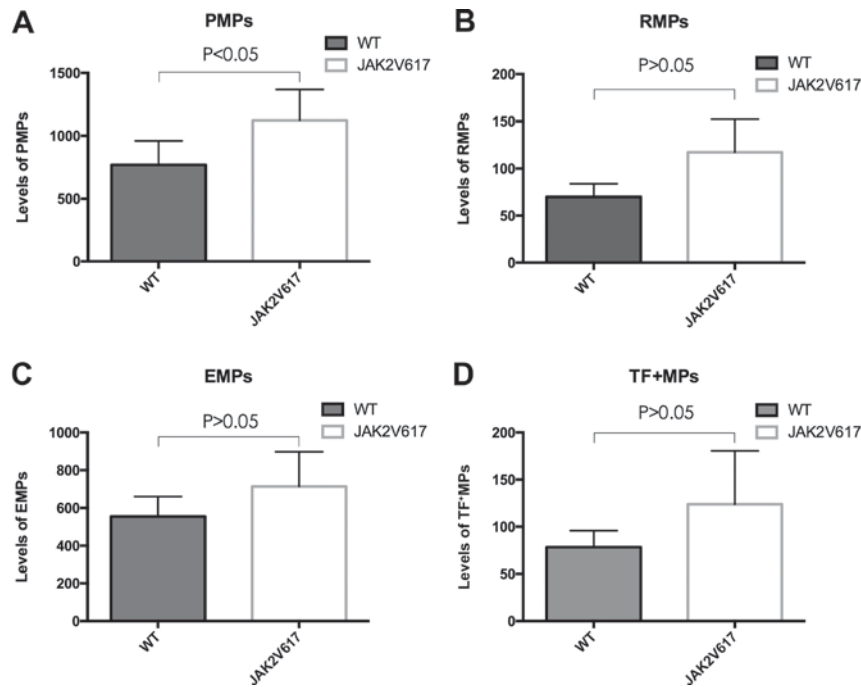 A
PMPs
WT
JAK2V617
P<0.05
Levels of PMPs
1500
1000
500
0
WT
JAK2V617
B
RMPs
WT
JAK2V617
P>0.05
Levels of RMPs
200
150
100
50
0
WT
JAK2V617
C
EMPs
WT
JAK2V617
P>0.05
Levels of EMPs
1000
800
600
400
200
0
WT
JAK2V617
D
TF+MPs
WT
JAK2V617
P>0.05
Levels of TF⁺MPs
200
150
100
50
0
WT
JAK2V617